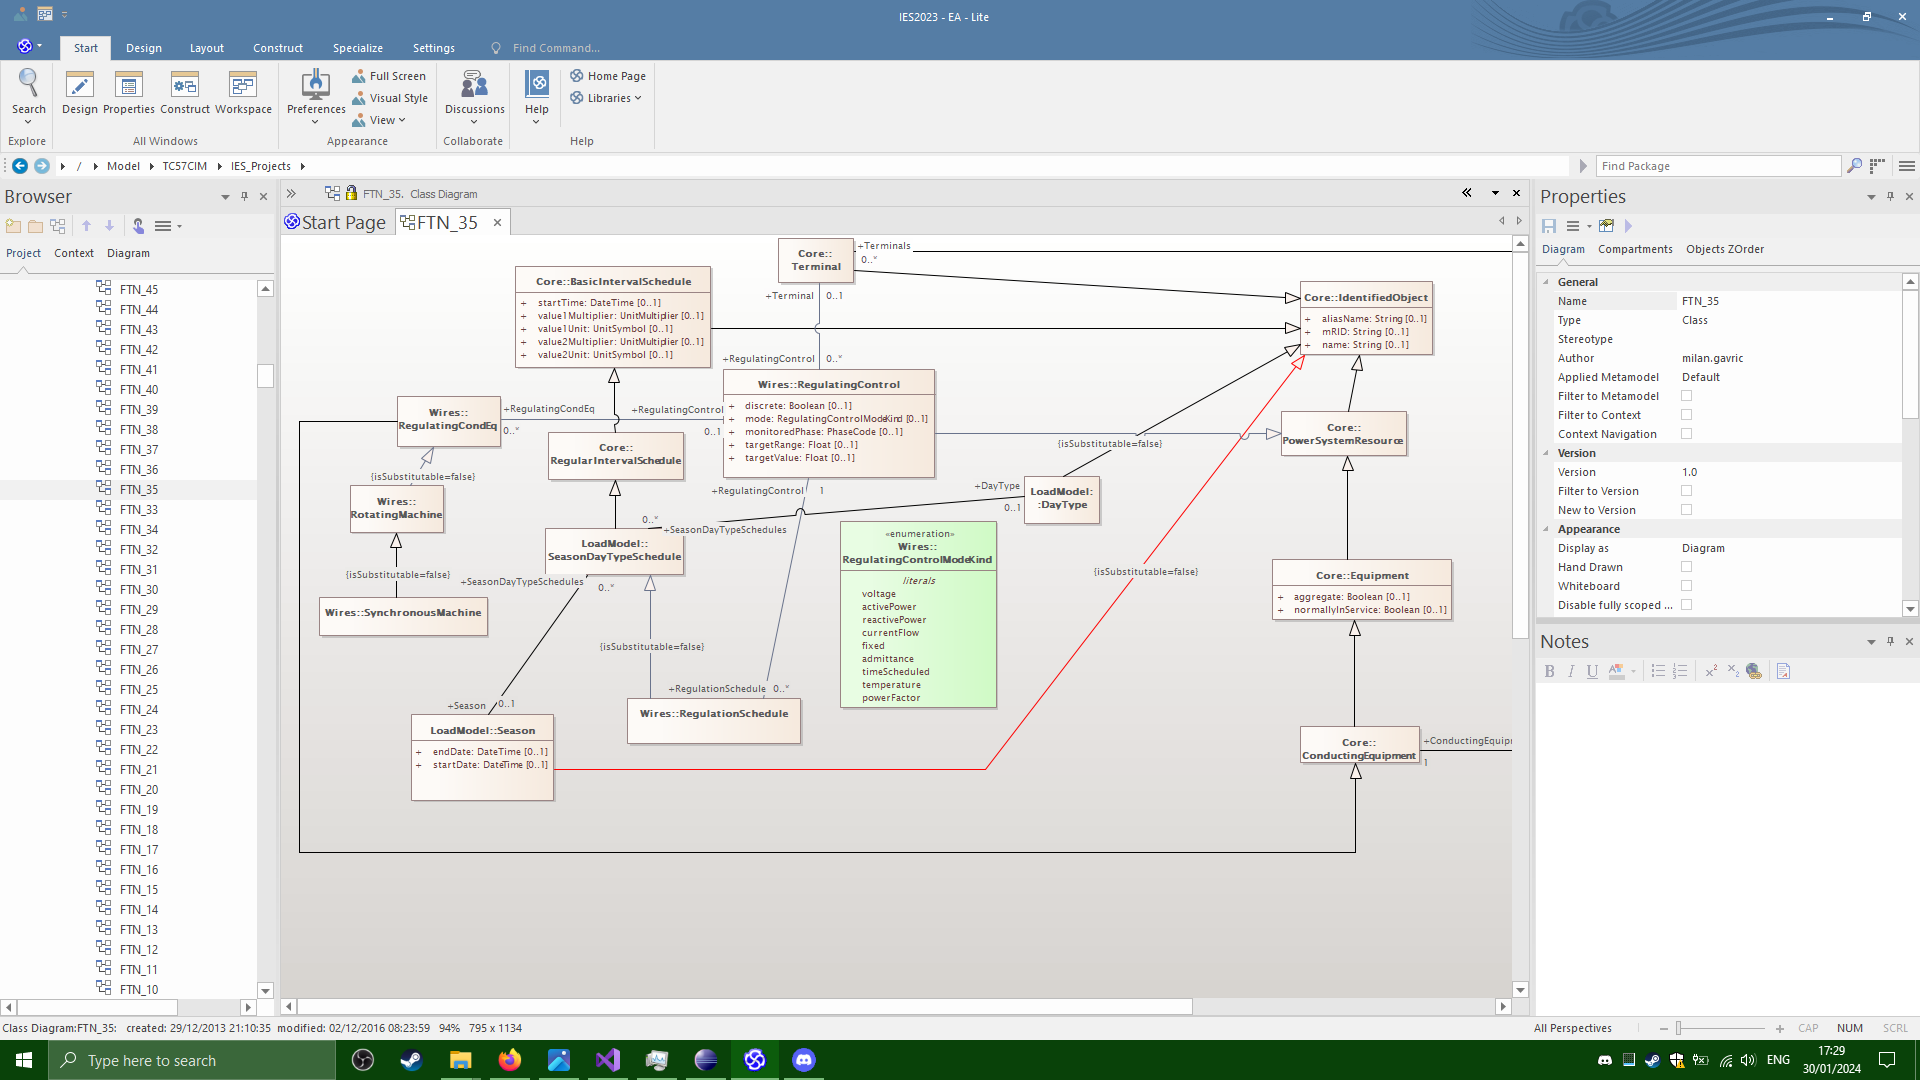 IES2023 - EA - Lite
Start
Design
Layout
Construct
Specialize
Settings
Find Command...
Search
Explore
Design
Properties
Construct
Workspace
All Windows
Preferences
Full Screen
Visual Style
View
Appearance
Discussions
Collaborate
Help
Home Page
Libraries
Help
/
Model
TC57CIM
IES_Projects
Find Package
Browser
Project
Context
Diagram
FTN_45
FTN_44
FTN_43
FTN_42
FTN_41
FTN_40
FTN_39
FTN_38
FTN_37
FTN_36
FTN_35
FTN_33
FTN_34
FTN_32
FTN_31
FTN_30
FTN_29
FTN_28
FTN_27
FTN_26
FTN_25
FTN_24
FTN_23
FTN_22
FTN_21
FTN_20
FTN_19
FTN_18
FTN_17
FTN_16
FTN_15
FTN_14
FTN_13
FTN_12
FTN_11
FTN_10
FTN_35. Class Diagram
Start Page
FTN_35
Core::
Terminal
+Terminals
0..*
+Terminal
0..1
Core::BasicIntervalSchedule
+ startTime: DateTime [0..1]
+ value1Multiplier: UnitMultiplier [0..1]
+ value1Unit: UnitSymbol [0..1]
+ value2Multiplier: UnitMultiplier [0..1]
+ value2Unit: UnitSymbol [0..1]
Core::IdentifiedObject
+ aliasName: String [0..1]
+ mRID: String [0..1]
+ name: String [0..1]
+RegulatingControl
0..*
Wires::RegulatingControl
+ discrete: Boolean [0..1]
+ mode: RegulatingControlModeKind [0..1]
+ monitoredPhase: PhaseCode [0..1]
+ targetRange: Float [0..1]
+ targetValue: Float [0..1]
Wires::
RegulatingCondEq
+RegulatingCondEq
0..*
+RegulatingControl
0..1
Core::
RegularIntervalSchedule
Core::
PowerSystemResource
{isSubstitutable=false}
{isSubstitutable=false}
Wires::
RotatingMachine
+RegulatingControl
1
+DayType
0..1
LoadModel:
:DayType
0..*
+SeasonDayTypeSchedules
LoadModel::
SeasonDayTypeSchedule
«enumeration»
Wires::
RegulatingControlModeKind
literals
voltage
activePower
reactivePower
currentFlow
fixed
admittance
timeScheduled
temperature
powerFactor
{isSubstitutable=false}
+SeasonDayTypeSchedules
0..*
{isSubstitutable=false}
Core::Equipment
+ aggregate: Boolean [0..1]
+ normallyInService: Boolean [0..1]
Wires::SynchronousMachine
{isSubstitutable=false}
+RegulationSchedule
0..*
Wires::RegulationSchedule
+Season
0..1
LoadModel::Season
+ endDate: DateTime [0..1]
+ startDate: DateTime [0..1]
Core::
ConductingEquipment
+ConductingEquip
1
Properties
Diagram
Compartments
Objects ZOrder
General
Name FTN_35
Type Class
Stereotype
Author milan.gavric
Applied Metamodel Default
Filter to Metamodel
Filter to Context
Context Navigation
Version
Version 1.0
Filter to Version
New to Version
Appearance
Display as Diagram
Hand Drawn
Whiteboard
Disable fully scoped ...
Notes
B I U
Class Diagram:FTN_35: created: 29/12/2013 21:10:35 modified: 02/12/2016 08:23:59 94% 795 x 1134
All Perspectives
CAP
NUM
SCRL
Type here to search
ENG
17:29
30/01/2024